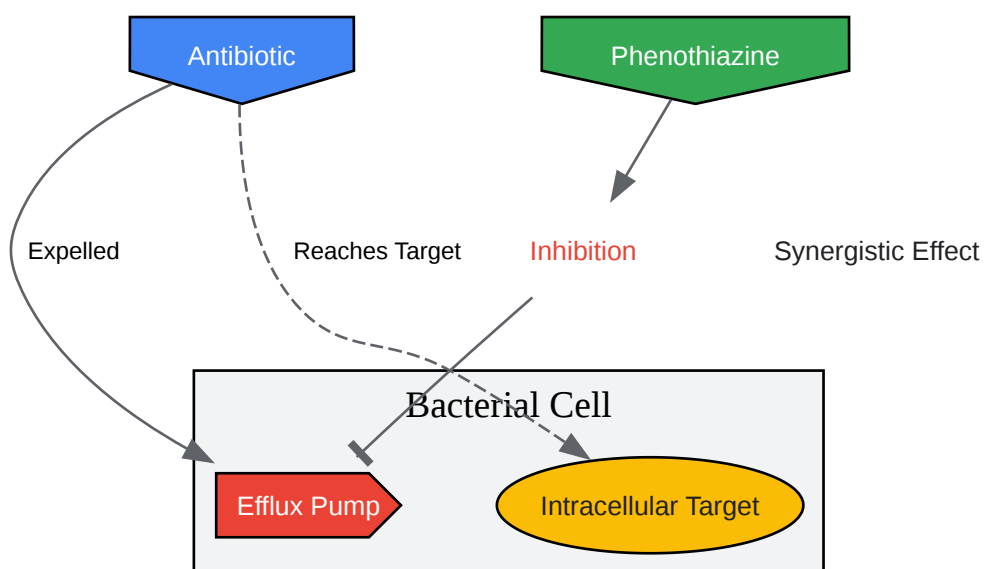 Antibiotic
Phenothiazine
Expelled
Reaches Target
Inhibition
Synergistic Effect
Bacterial Cell
Efflux Pump
Intracellular Target